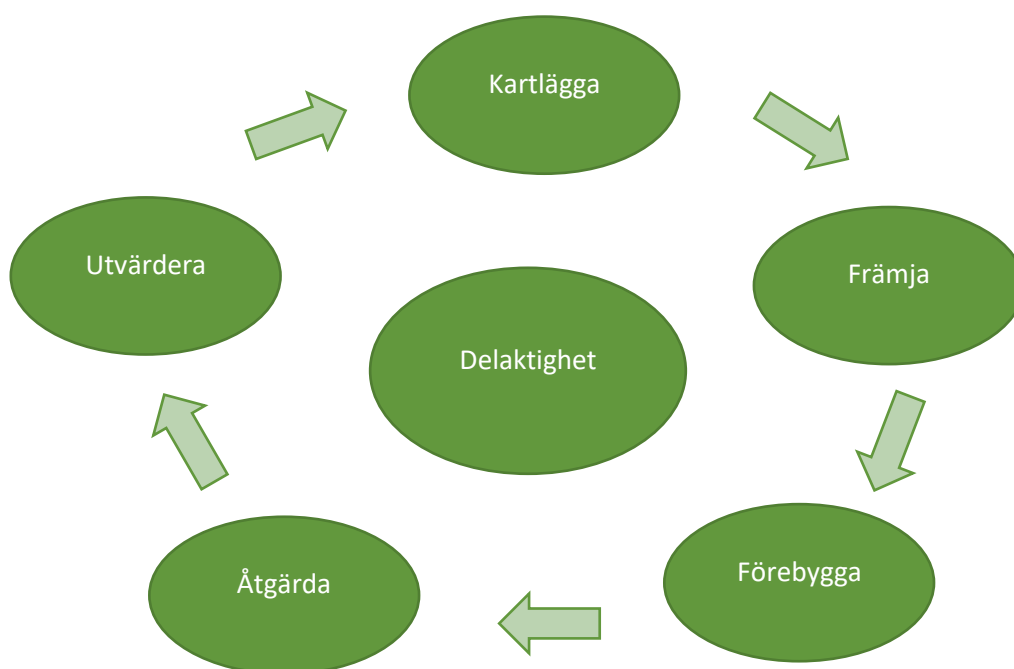 Kartlägga
Främja
Förebygga
Åtgärda
Utvärdera
Delaktighet